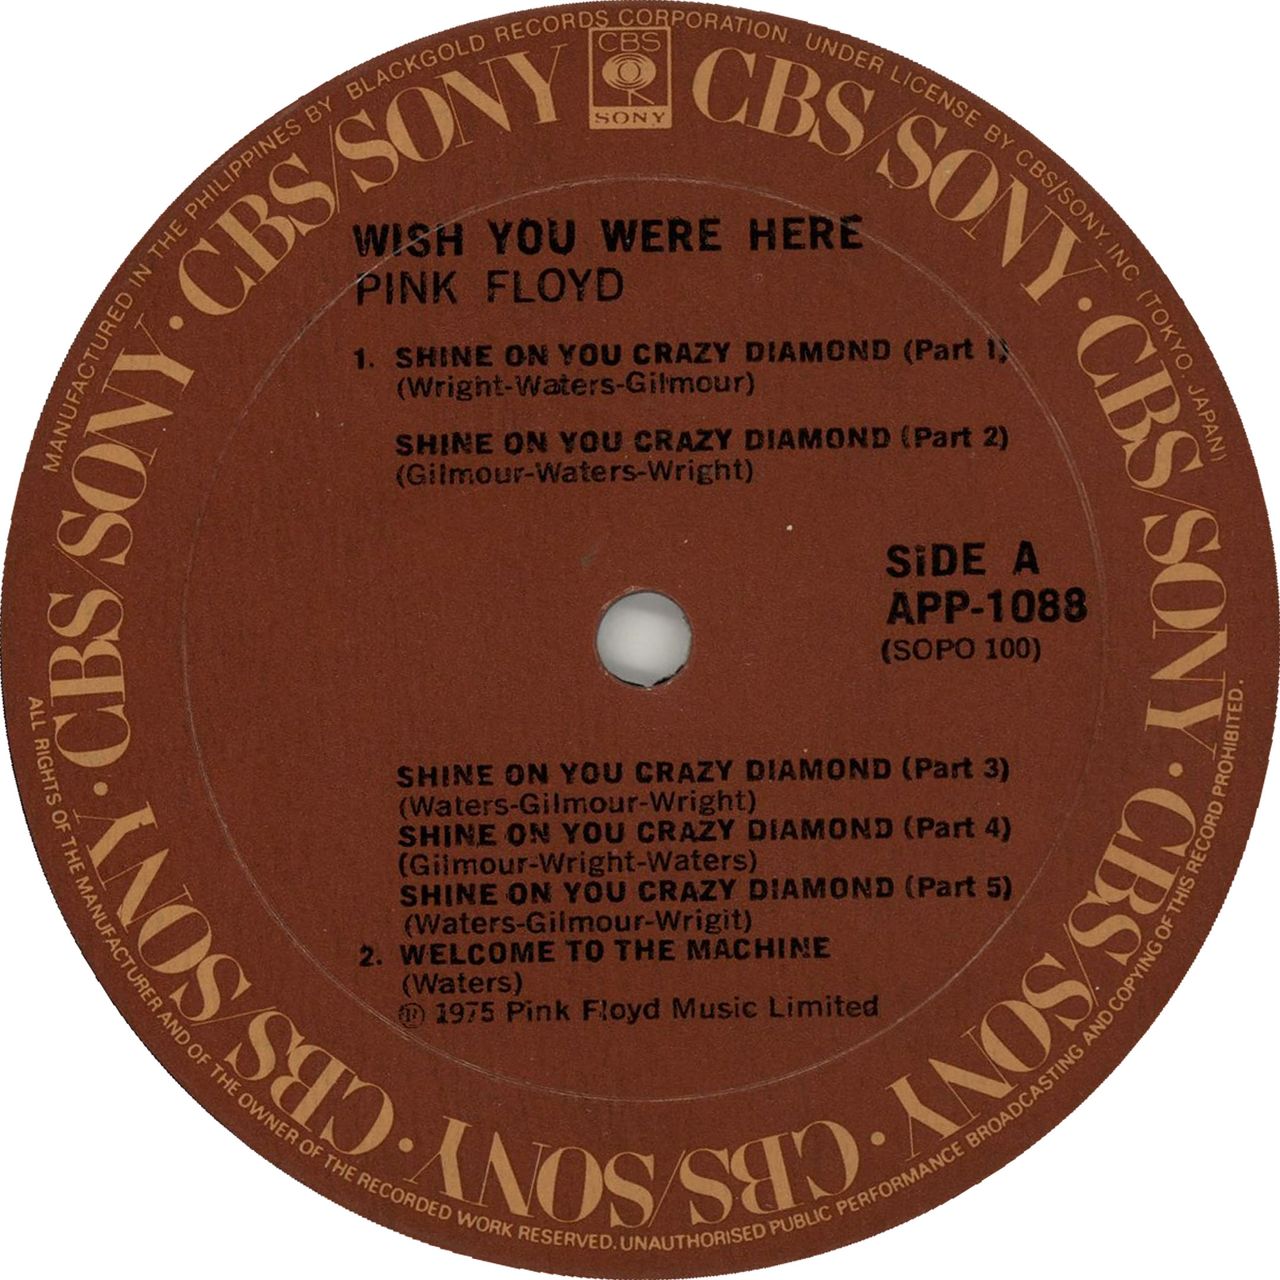 MANUFACTURED IN THE PHILIPPINES BY BLACKGOLD RECORDS CORPORATION. UNDER LICENSE BY CBS/SONY, INC (TOKYO. JAPAN)
CBS/SONY
CBS
SONY
CBS/SONY · CBS/SONY · CBS/SONY · CBS/SONY · CBS/SONY · CBS/SONY · CBS/SONY ·
WISH YOU WERE HERE
PINK FLOYD
1. SHINE ON YOU CRAZY DIAMOND (Part 1)
(Wright-Waters-Gilmour)
SHINE ON YOU CRAZY DIAMOND (Part 2)
(Gilmour-Waters-Wright)
SiDE A
APP-1088
(SOPO 100)
SHINE ON YOU CRAZY DIAMOND (Part 3)
(Waters-Gilmour-Wright)
SHINE ON YOU CRAZY DIAMOND (Part 4)
(Gilmour-Wright-Waters)
SHINE ON YOU CRAZY DIAMOND (Part 5)
(Waters-Gilmour-Wrigit)
2. WELCOME TO THE MACHINE
(Waters)
℗ 1975 Pink Floyd Music Limited
ALL RIGHTS OF THE MANUFACTURER AND OF THE OWNER OF THE RECORDED WORK RESERVED. UNAUTHORISED PUBLIC PERFORMANCE BROADCASTING AND COPYING OF THIS RECORD PROHIBITED.